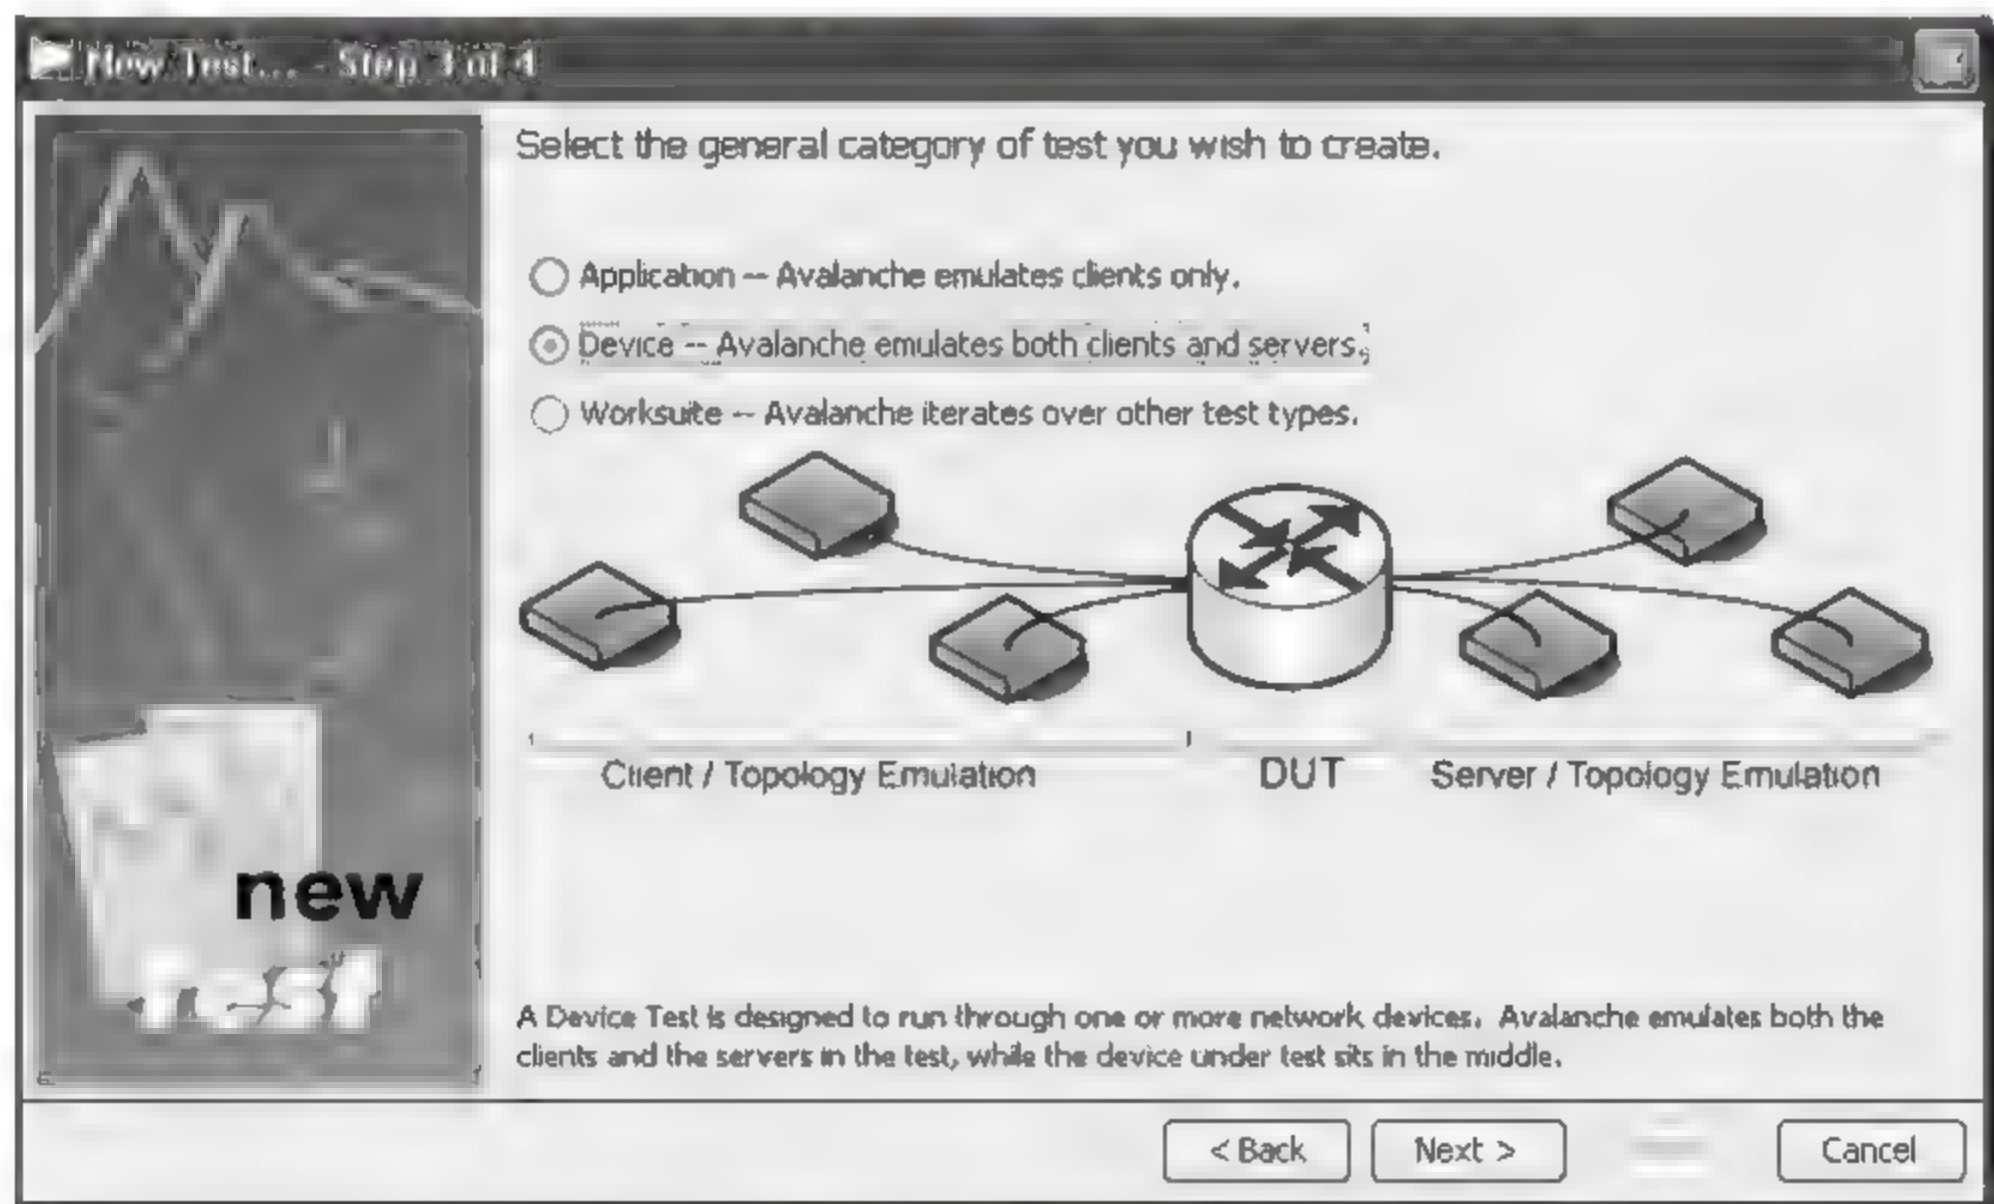 New Test... - Step 3 of 4
Select the general category of test you wish to create.
Application -- Avalanche emulates clients only.
Device -- Avalanche emulates both clients and servers.
Worksuite -- Avalanche iterates over other test types.
Client / Topology Emulation
DUT
Server / Topology Emulation
new
test
A Device Test is designed to run through one or more network devices. Avalanche emulates both the
clients and the servers in the test, while the device under test sits in the middle.
< Back
Next >
Cancel